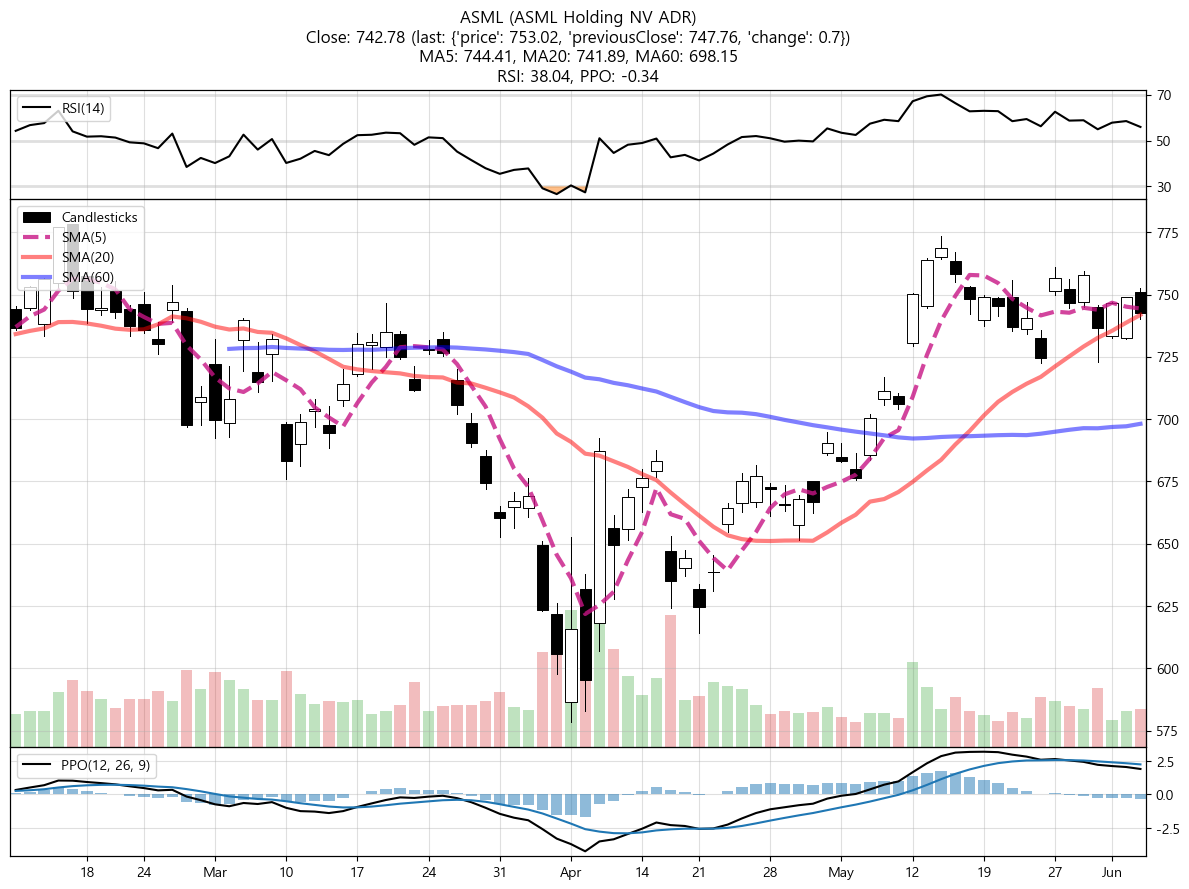 ASML (ASML Holding NV ADR)
Close: 742.78 (last: {'price': 753.02, 'previousClose': 747.76, 'change': 0.7})
MA5: 744.41, MA20: 741.89, MA60: 698.15
RSI: 38.04, PPO: -0.34
RSI(14)
70
50
30
Candlesticks
SMA(5)
SMA(20)
SMA(60)
775
750
725
700
675
650
625
600
575
PPO(12, 26, 9)
2.5
0.0
-2.5
18 24 Mar 10 17 24 31 Apr 14 21 28 May 12 19 27 Jun